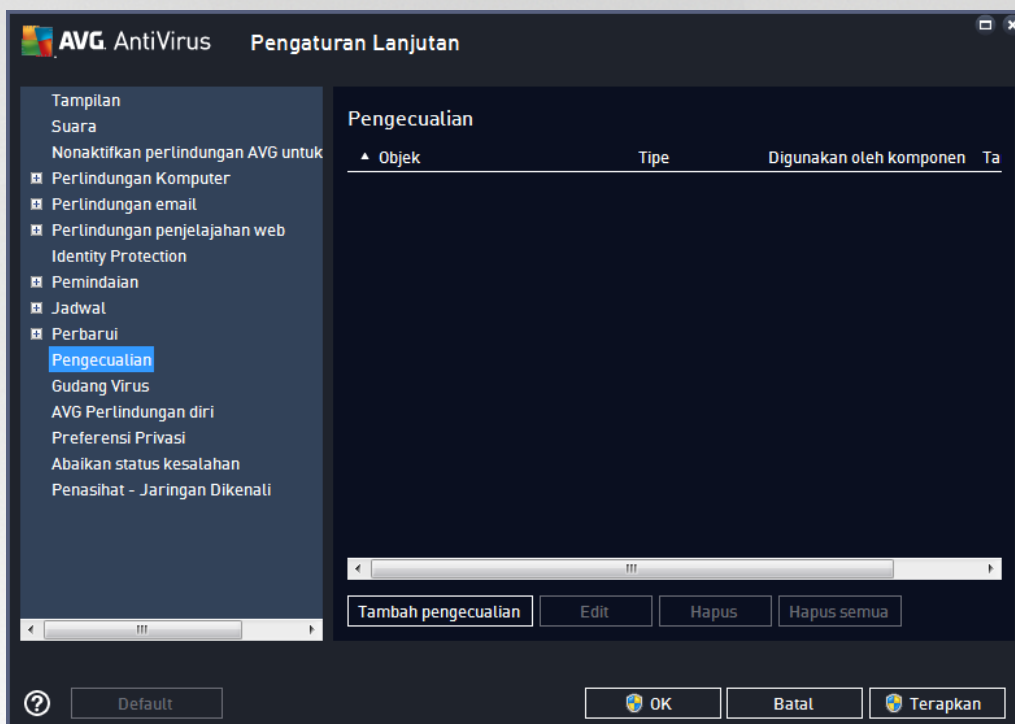 AVG AntiVirus Pengaturan Lanjutan
Tampilan
Suara
Nonaktifkan perlindungan AVG untuk
Perlindungan Komputer
Perlindungan email
Perlindungan penjelajahan web
Identity Protection
Pemindaian
Jadwal
Perbarui
Pengecualian
Gudang Virus
AVG Perlindungan diri
Preferensi Privasi
Abaikan status kesalahan
Penasihat - Jaringan Dikenali
Pengecualian
Objek Tipe Digunakan oleh komponen Ta
Tambah pengecualian Edit Hapus Hapus semua
Default OK Batal Terapkan